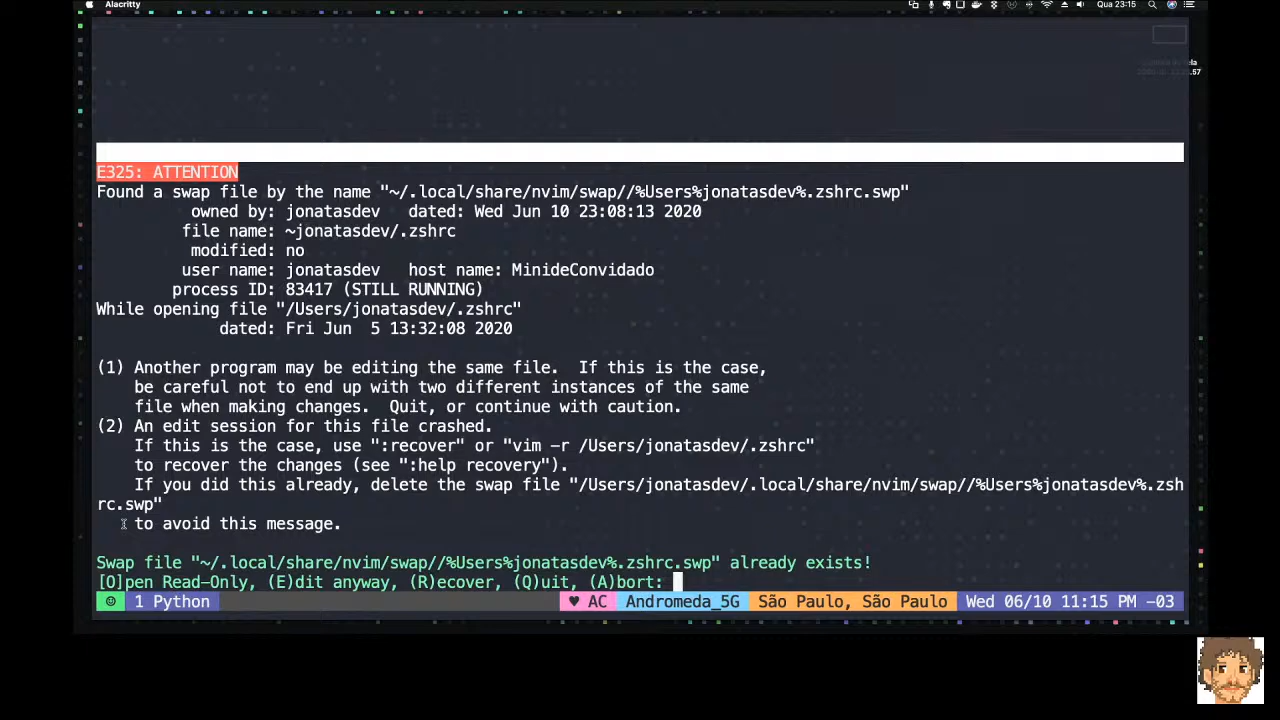 Alacritty
Qua 23:15
E325: ATTENTION
Found a swap file by the name "~/.local/share/nvim/swap//%Users%jonatasdev%.zshrc.swp"
owned by: jonatasdev   dated: Wed Jun 10 23:08:13 2020
file name: ~jonatasdev/.zshrc
modified: no
user name: jonatasdev   host name: MinideConvidado
process ID: 83417 (STILL RUNNING)
While opening file "/Users/jonatasdev/.zshrc"
dated: Fri Jun  5 13:32:08 2020
(1) Another program may be editing the same file.  If this is the case,
be careful not to end up with two different instances of the same
file when making changes.  Quit, or continue with caution.
(2) An edit session for this file crashed.
If this is the case, use ":recover" or "vim -r /Users/jonatasdev/.zshrc"
to recover the changes (see ":help recovery").
If you did this already, delete the swap file "/Users/jonatasdev/.local/share/nvim/swap//%Users%jonatasdev%.zsh
rc.swp"
to avoid this message.
Swap file "~/.local/share/nvim/swap//%Users%jonatasdev%.zshrc.swp" already exists!
[O]pen Read-Only, (E)dit anyway, (R)ecover, (Q)uit, (A)bort:
☺ 1 Python ♥ AC Andromeda_5G São Paulo, São Paulo Wed 06/10 11:15 PM -03